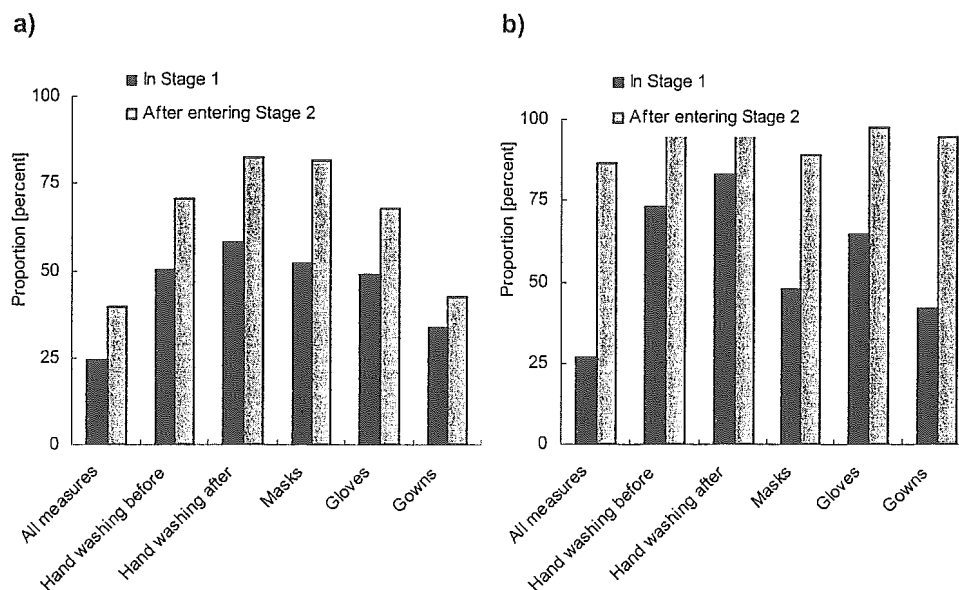 a)
In Stage 1
After entering Stage 2
100
75
50
25
0
Proportion [percent]
All measures
Hand washing before
Hand washing after
Masks
Gloves
Gowns
b)
In Stage 1
After entering Stage 2
100
75
50
25
0
Proportion [percent]
All measures
Hand washing before
Hand washing after
Masks
Gloves
Gowns